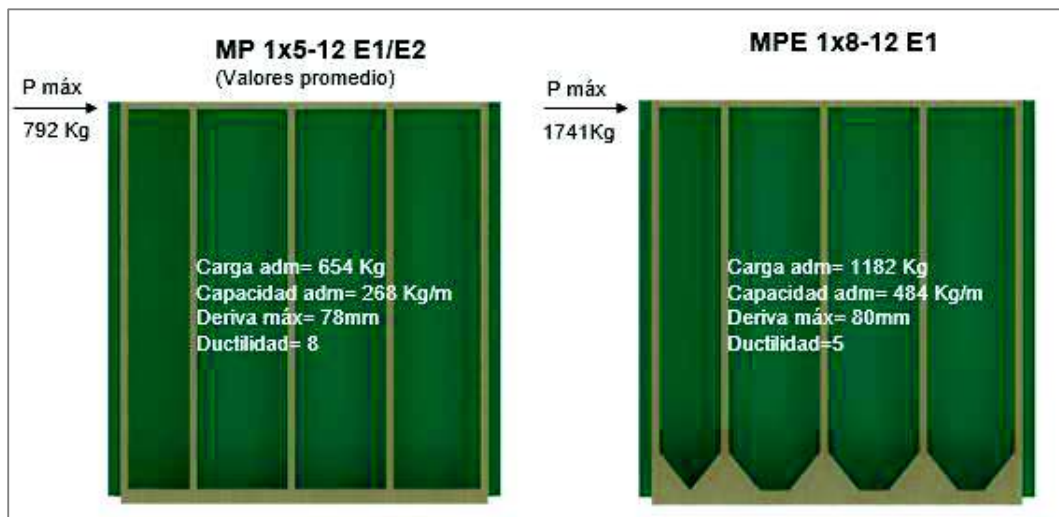 MP 1x5-12 E1/E2
(Valores promedio)
P máx
792 Kg
Carga adm= 654 Kg
Capacidad adm= 268 Kg/m
Deriva máx= 78mm
Ductilidad= 8
MPE 1x8-12 E1
P máx
1741Kg
Carga adm= 1182 Kg
Capacidad adm= 484 Kg/m
Deriva máx= 80mm
Ductilidad=5